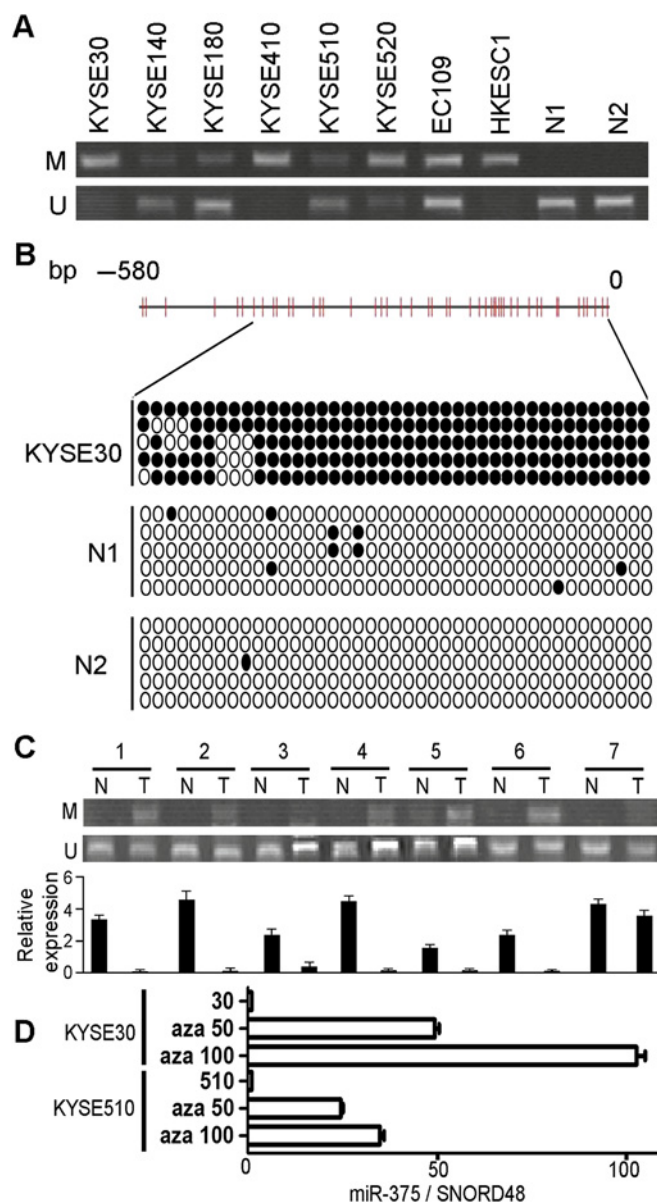 A
KYSE30 KYSE140 KYSE180 KYSE410 KYSE510 KYSE520 EC109 HKESC1 N1 N2
M
U
B
bp –580 0
KYSE30
N1
N2
C
1 2 3 4 5 6 7
N T N T N T N T N T N T N T
M
U
Relative
expression
6
4
2
0
D
KYSE30
30
aza 50
aza 100
KYSE510
510
aza 50
aza 100
0 50 100
miR-375 / SNORD48